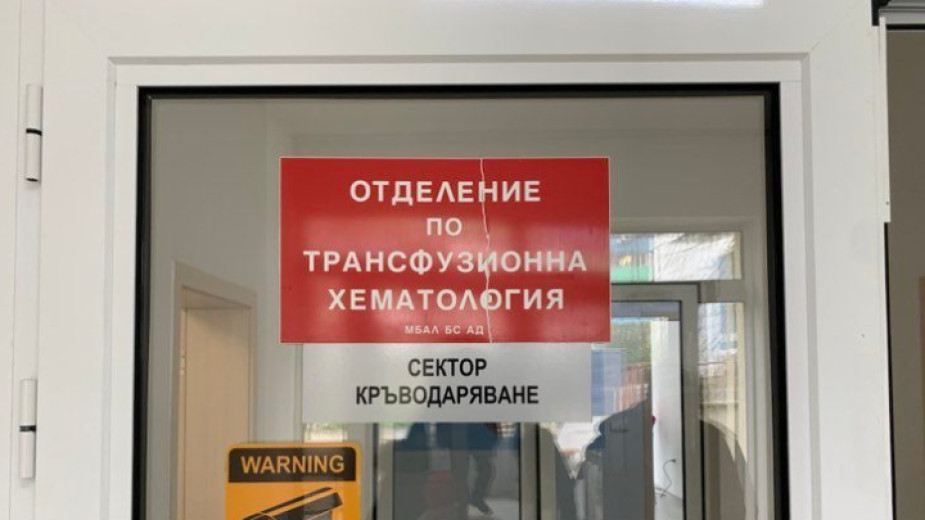 ОТДЕЛЕНИЕ
ПО
ТРАНСФУЗИОННА
ХЕМАТОЛОГИЯ
МБАЛ БС АД
СЕКТОР
КРЪВОДАРЯВАНЕ
WARNING